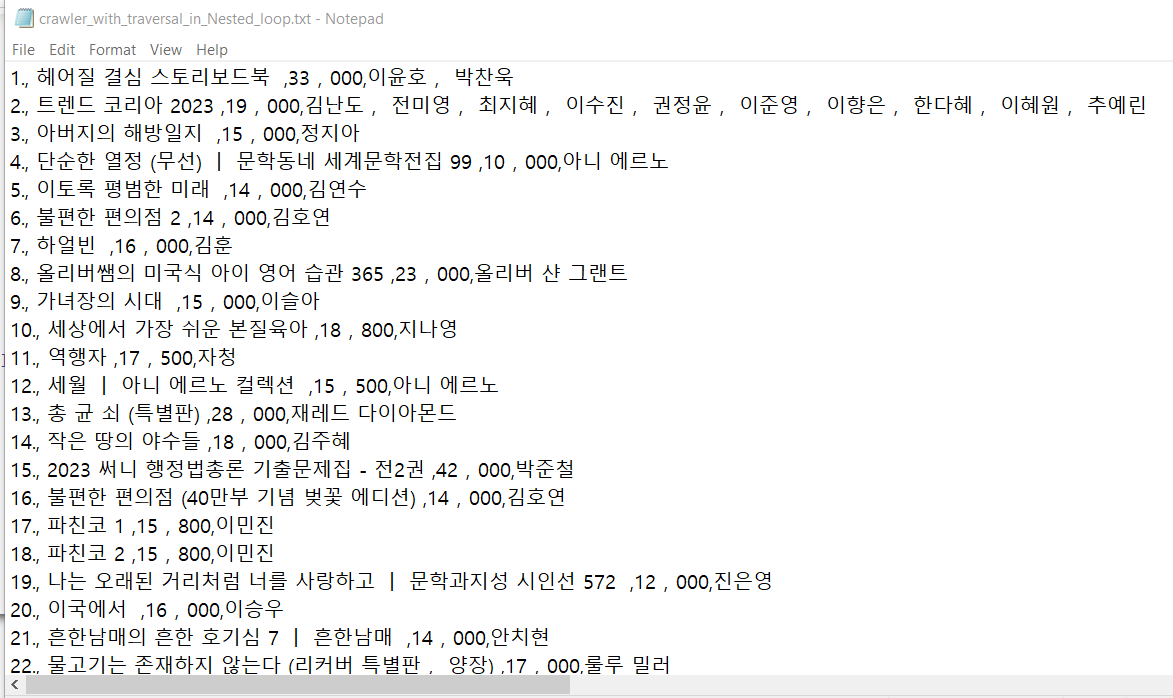 crawler_with_traversal_in_Nested_loop.txt - Notepad
File Edit Format View Help
1., 헤어질 결심 스토리보드북 ,33 , 000,이윤호 , 박찬욱
2., 트렌드 코리아 2023 ,19 , 000,김난도 , 전미영 , 최지혜 , 이수진 , 권정윤 , 이준영 , 이향은 , 한다혜 , 이혜원 , 추예린
3., 아버지의 해방일지 ,15 , 000,정지아
4., 단순한 열정 (무선) | 문학동네 세계문학전집 99 ,10 , 000,아니 에르노
5., 이토록 평범한 미래 ,14 , 000,김연수
6., 불편한 편의점 2 ,14 , 000,김호연
7., 하얼빈 ,16 , 000,김훈
8., 올리버쌤의 미국식 아이 영어 습관 365 ,23 , 000,올리버 샨 그랜트
9., 가녀장의 시대 ,15 , 000,이슬아
10., 세상에서 가장 쉬운 본질육아 ,18 , 800,지나영
11., 역행자 ,17 , 500,자청
12., 세월 | 아니 에르노 컬렉션 ,15 , 500,아니 에르노
13., 총 균 쇠 (특별판) ,28 , 000,재레드 다이아몬드
14., 작은 땅의 야수들 ,18 , 000,김주혜
15., 2023 써니 행정법총론 기출문제집 - 전2권 ,42 , 000,박준철
16., 불편한 편의점 (40만부 기념 벚꽃 에디션) ,14 , 000,김호연
17., 파친코 1 ,15 , 800,이민진
18., 파친코 2 ,15 , 800,이민진
19., 나는 오래된 거리처럼 너를 사랑하고 | 문학과지성 시인선 572 ,12 , 000,진은영
20., 이국에서 ,16 , 000,이승우
21., 흔한남매의 흔한 호기심 7 | 흔한남매 ,14 , 000,안치현
22., 물고기는 존재하지 않는다 (리커버 특별판 , 양장) ,17 , 000,룰루 밀러